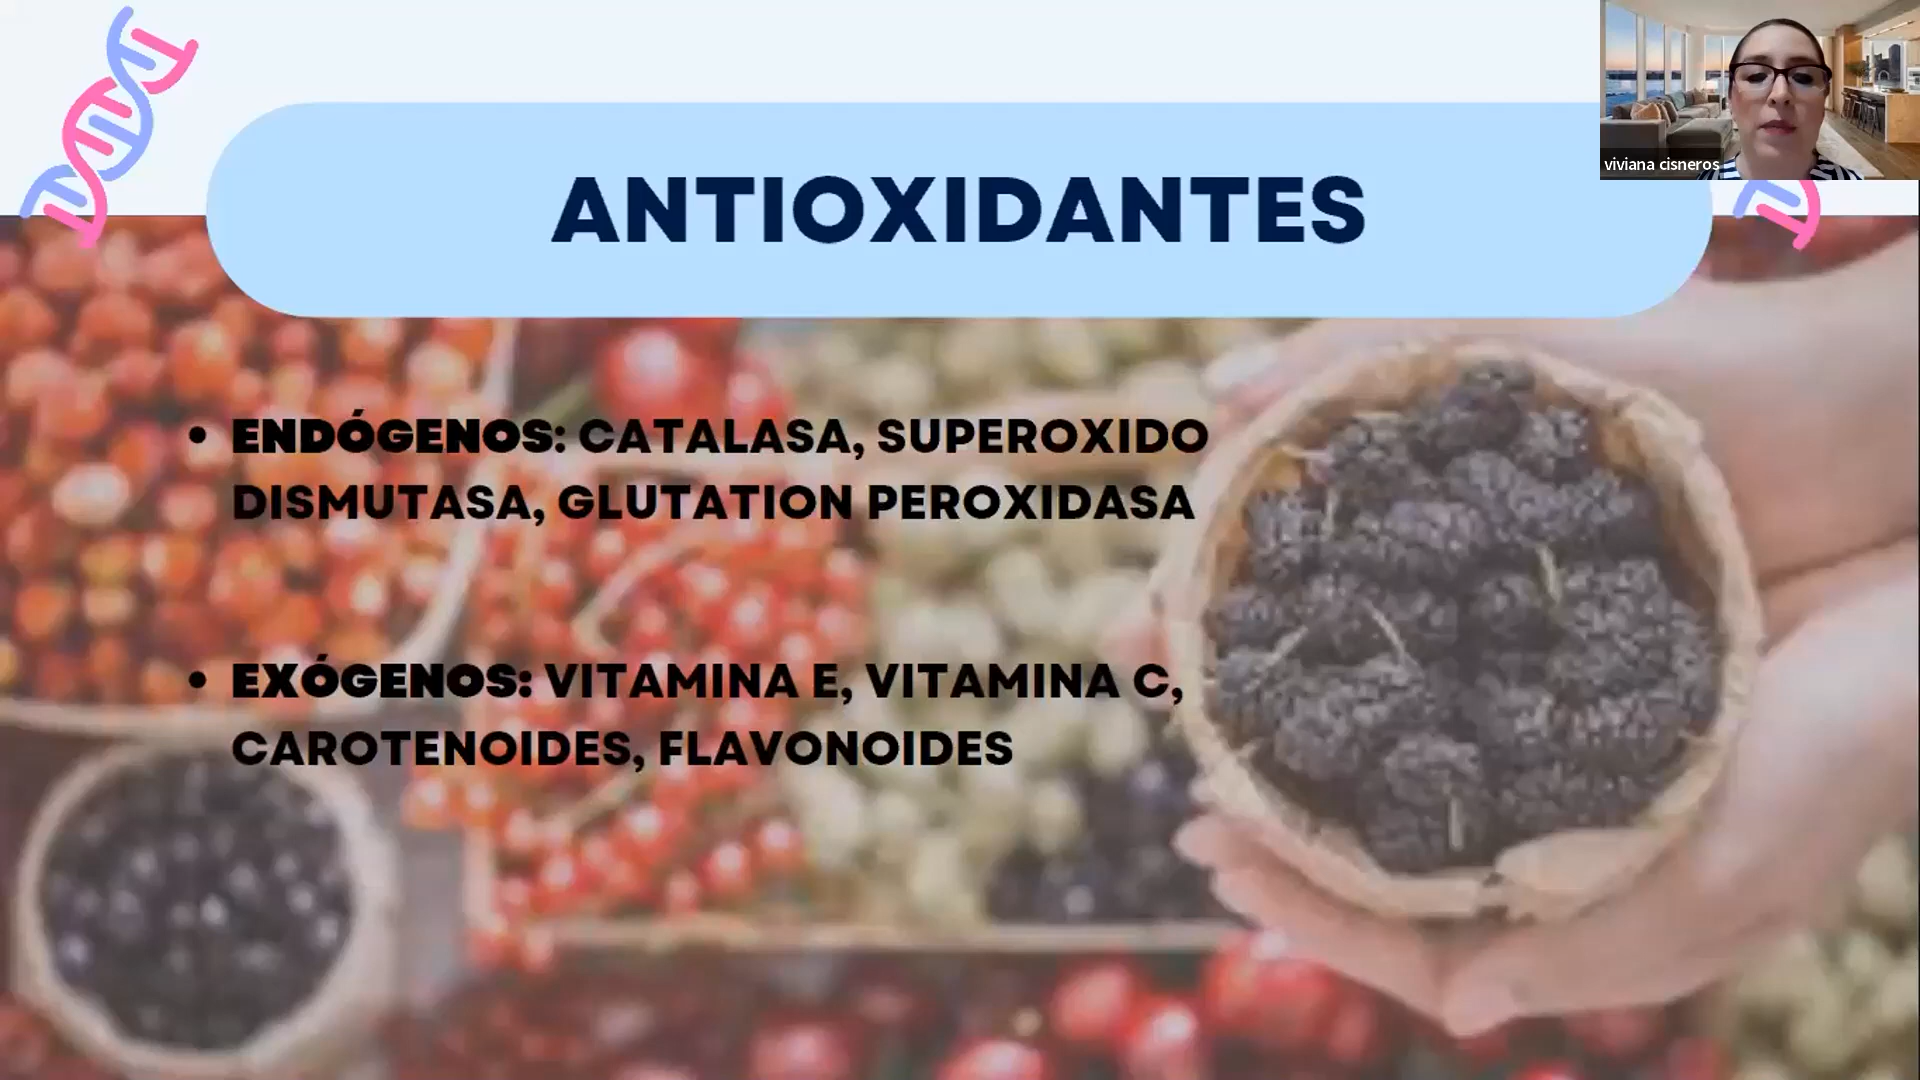 viviana cisneros
ANTIOXIDANTES
• ENDÓGENOS: CATALASA, SUPEROXIDO
DISMUTASA, GLUTATION PEROXIDASA
• EXÓGENOS: VITAMINA E, VITAMINA C,
CAROTENOIDES, FLAVONOIDES